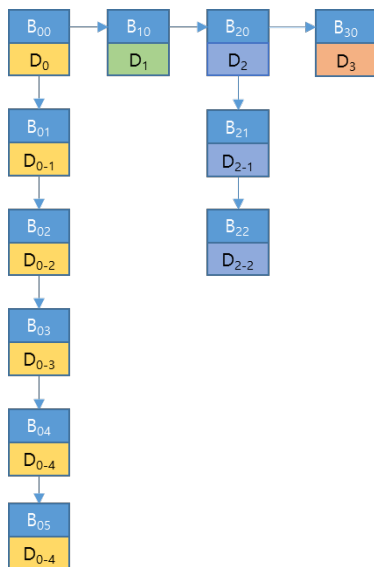 B00 B10 B20 B30
D0 D1 D2 D3
B01 B21
D0-1 D2-1
B02 B22
D0-2 D2-2
B03
D0-3
B04
D0-4
B05
D0-4